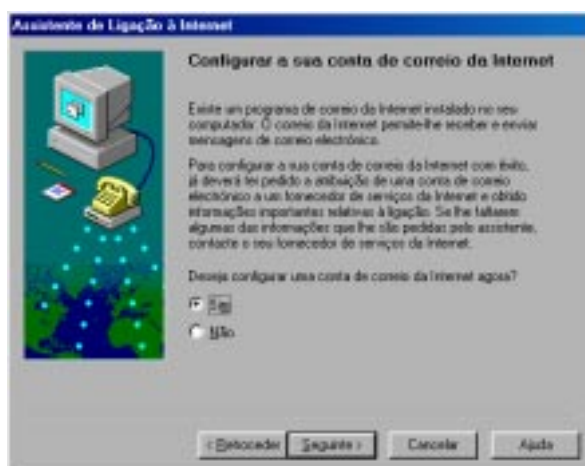 Assistente de Ligação à Internet
Configurar a sua conta de correio da Internet
Existe um programa de correio da Internet instalado no seu
computador. O correio da Internet permite-lhe receber e enviar
mensagens de correio electrónico.
Para configurar a sua conta de correio da Internet com êxito,
já deverá ter pedido a atribuição de uma conta de correio
electrónico a um fornecedor de serviços da Internet e obtido
informações importantes relativas à ligação. Se lhe faltarem
algumas das informações que lhe são pedidas pelo assistente,
contacte o seu fornecedor de serviços da Internet.
Deseja configurar uma conta de correio da Internet agora?
Sim
Não
< Retroceder
Seguinte >
Cancelar
Ajuda